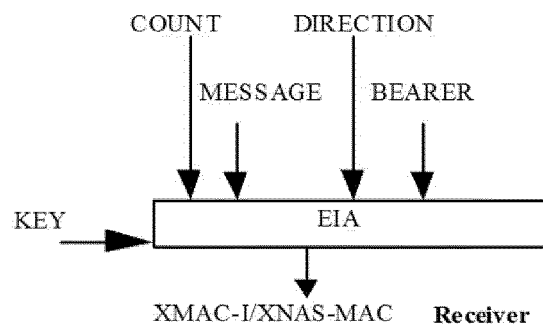 COUNT DIRECTION
MESSAGE BEARER
KEY EIA
XMAC-I/XNAS-MAC Receiver